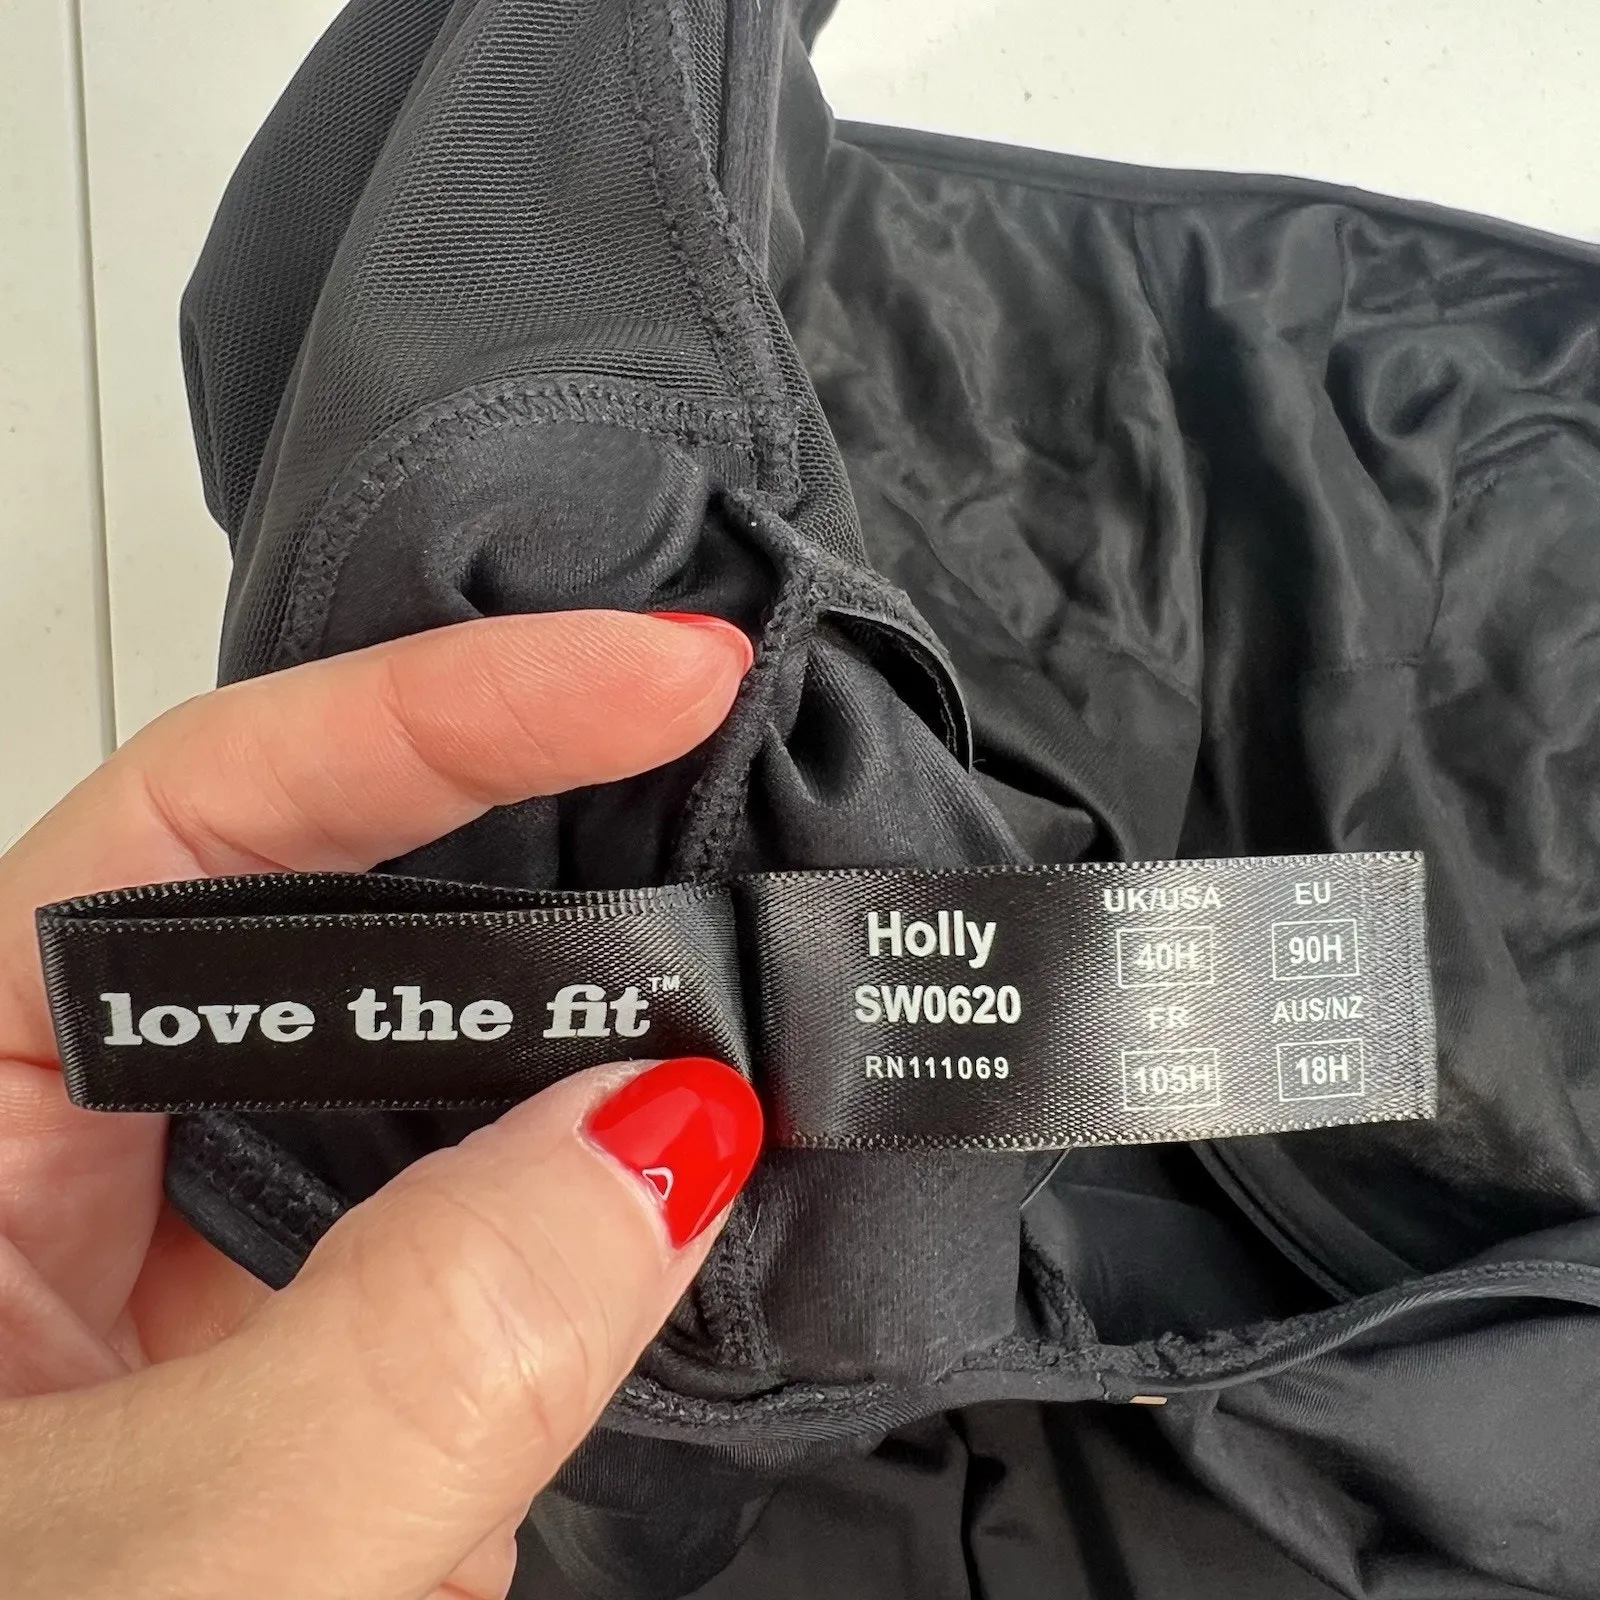 love the fit™
Holly
SW0620
RN111069
UK/USA
40H
FR
105H
EU
90H
AUS/NZ
18H